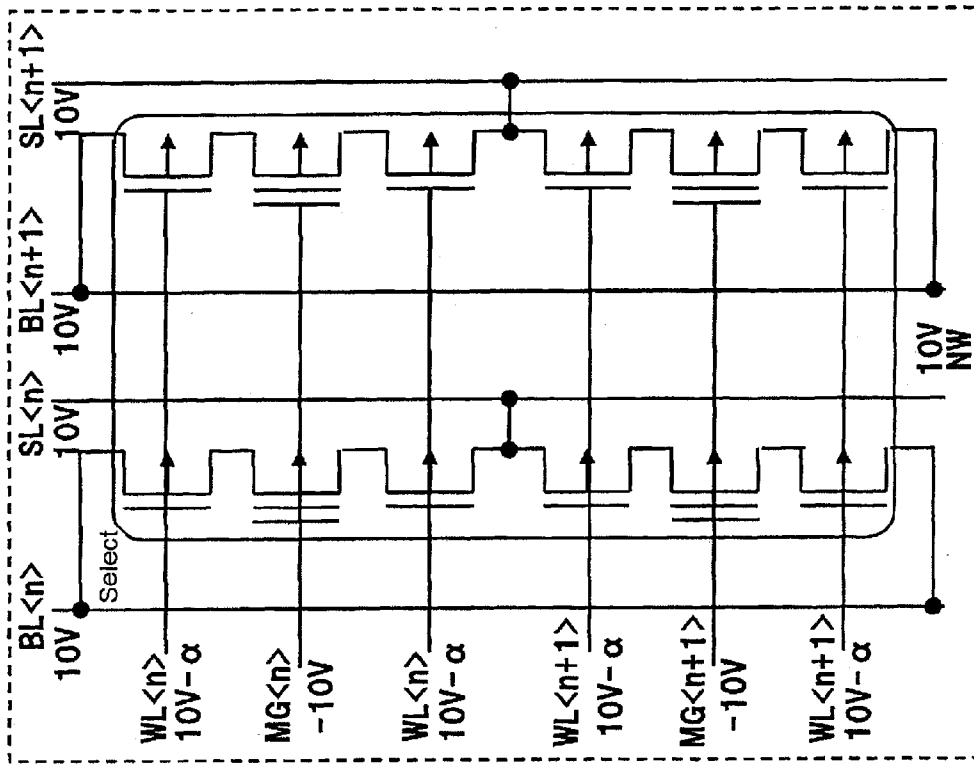 BL<n>
10V
SL<n>
10V
BL<n+1>
10V
SL<n+1>
10V
Select
WL<n>
10V-α
MG<n>
-10V
WL<n>
10V-α
WL<n+1>
10V-α
MG<n+1>
-10V
WL<n+1>
10V-α
10V
NW